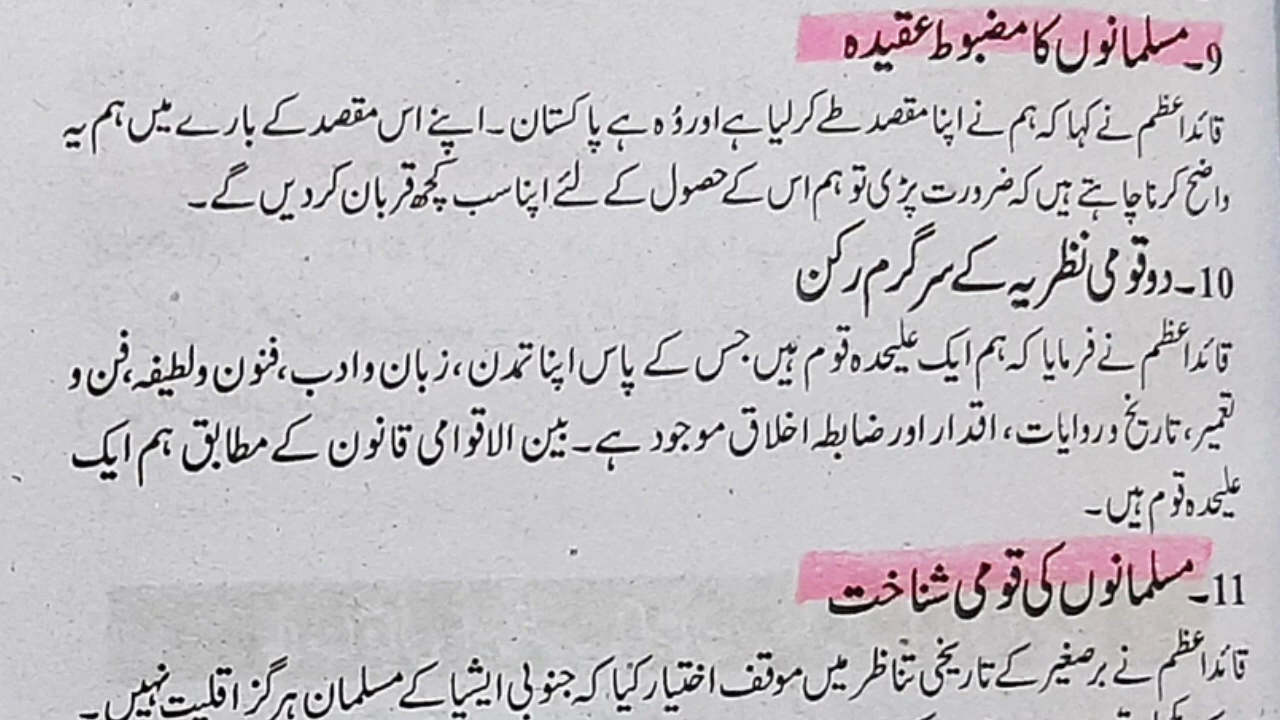 9۔مسلمانوں کا مضبوط عقیدہ
قائداعظم نے کہا کہ ہم نے اپنا مقصد طے کر لیا ہے اور وُہ ہے پاکستان۔ اپنے اس مقصد کے بارے میں ہم یہ
واضح کرنا چاہتے ہیں کہ ضرورت پڑی تو ہم اس کے حصول کے لئے اپنا سب کچھ قربان کر دیں گے۔
10۔دو قومی نظریہ کے سرگرم رکن
قائداعظم نے فرمایا کہ ہم ایک علیحدہ قوم ہیں جس کے پاس اپنا تمدن، زبان و ادب، فنون و لطیفہ، فن و
تعمیر، تاریخ و روایات، اقدار اور ضابطہ اخلاق موجود ہے۔ بین الاقوامی قانون کے مطابق ہم ایک
علیحدہ قوم ہیں۔
11۔مسلمانوں کی قومی شناخت
قائداعظم نے برصغیر کے تاریخی تناظر میں موقف اختیار کیا کہ جنوبی ایشیا کے مسلمان ہرگز اقلیت نہیں۔